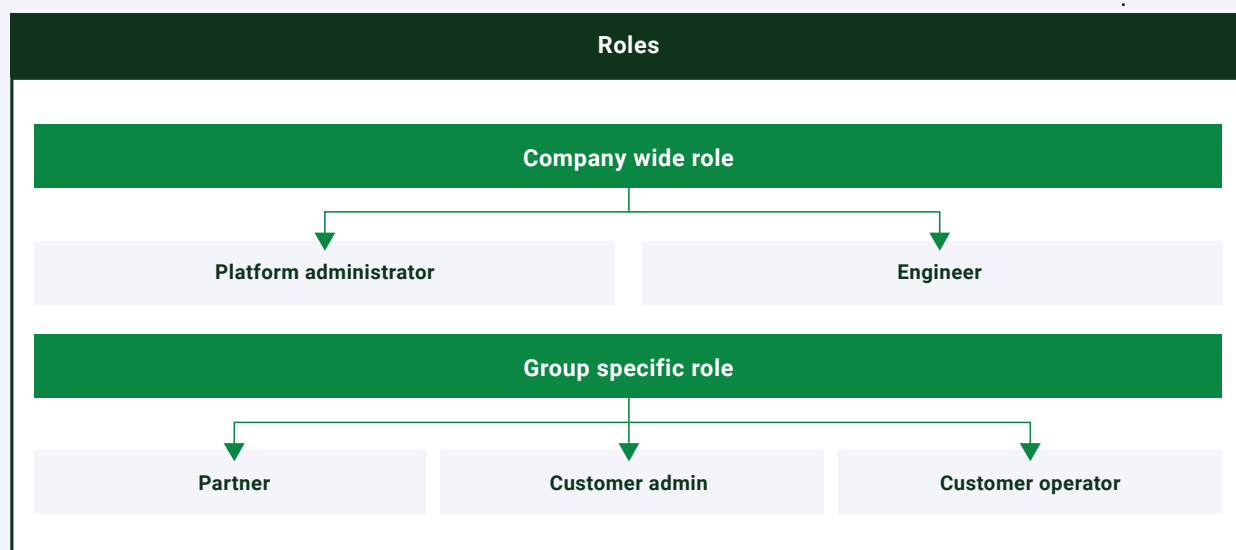 Roles
Company wide role
Platform administrator
Engineer
Group specific role
Partner
Customer admin
Customer operator